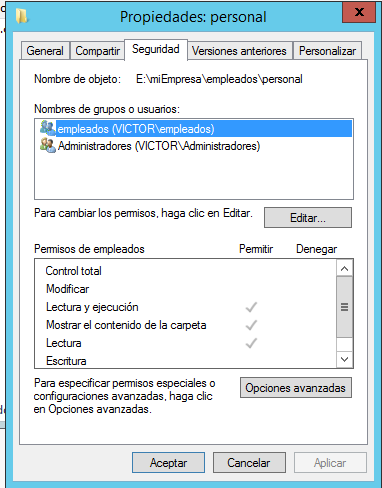 Propiedades: personal
General Compartir Seguridad Versiones anteriores Personalizar
Nombre de objeto: E:\miEmpresa\empleados\personal
Nombres de grupos o usuarios:
empleados (VICTOR\empleados)
Administradores (VICTOR\Administradores)
Para cambiar los permisos, haga clic en Editar. Editar...
Permisos de empleados Permitir Denegar
Control total
Modificar
Lectura y ejecución
Mostrar el contenido de la carpeta
Lectura
Escritura
Para especificar permisos especiales o
configuraciones avanzadas, haga clic
en Opciones avanzadas.
Opciones avanzadas
Aceptar Cancelar Aplicar